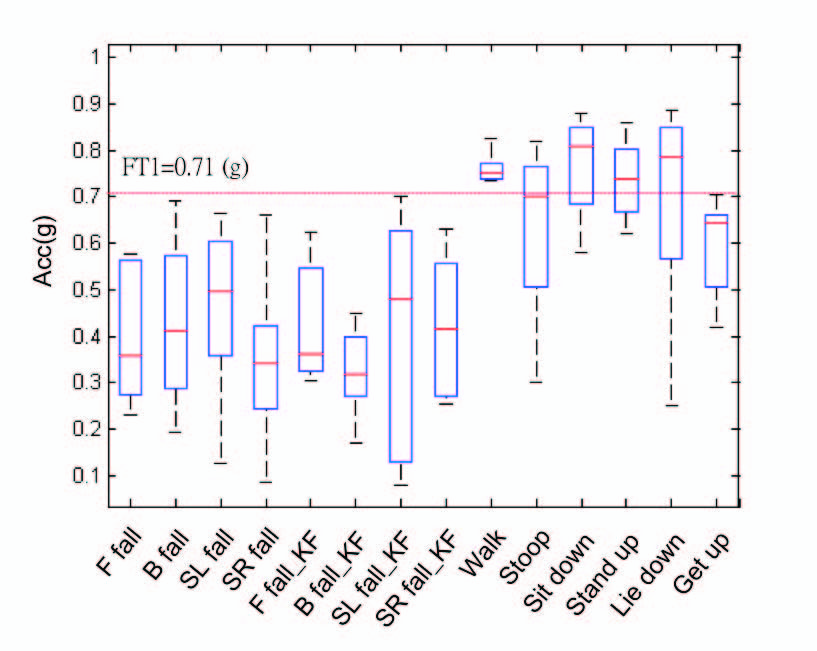 1
0.9
0.8
FT1=0.71 (g)
0.7
0.6
Acc(g)
0.5
0.4
0.3
0.2
0.1
F fall
B fall
SL fall
SR fall
F fall_KF
B fall_KF
SL fall_KF
SR fall_KF
Walk
Stoop
Sit down
Stand up
Lie down
Get up